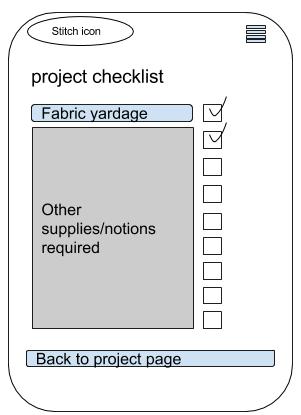 Stitch icon
project checklist
Fabric yardage
Other
supplies/notions
required
Back to project page